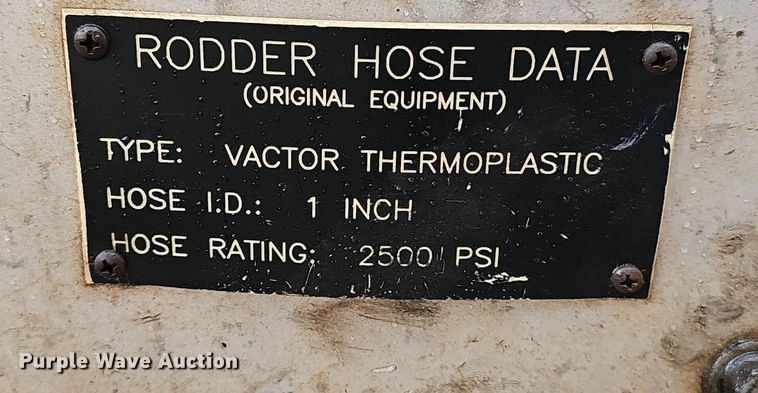 RODDER HOSE DATA
(ORIGINAL EQUIPMENT)
TYPE: VACTOR THERMOPLASTIC
HOSE I.D.: 1 INCH
HOSE RATING: 2500 PSI
Purple Wave Auction